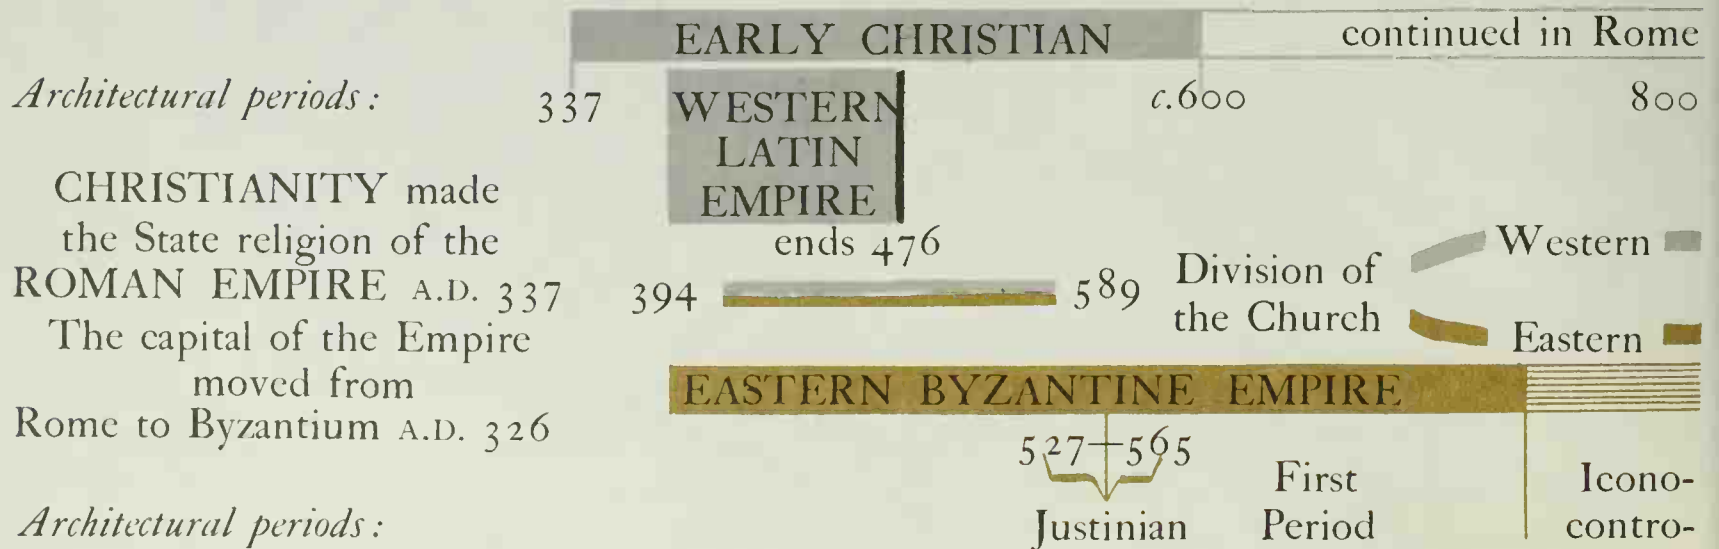 EARLY CHRISTIAN
continued in Rome
Architectural periods:
337
c.600
800
WESTERN
LATIN
EMPIRE
ends 476
CHRISTIANITY made
the State religion of the
ROMAN EMPIRE A.D. 337
The capital of the Empire
moved from
Rome to Byzantium A.D. 326
394
589
Division of
the Church
Western
Eastern
EASTERN BYZANTINE EMPIRE
527–565
Justinian
First
Period
Icono-
contro-
Architectural periods: